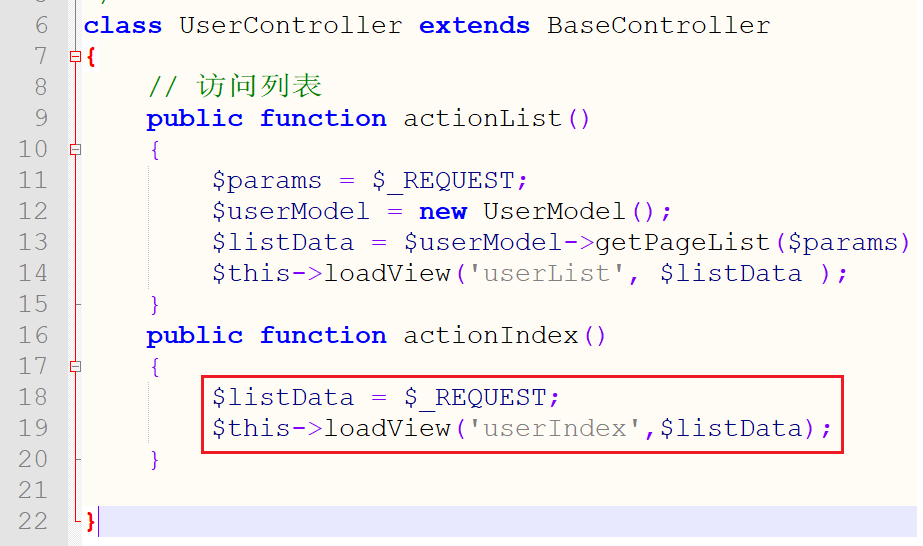 6 class UserController extends BaseController
7 {
8 // 访问列表
9 public function actionList()
10 {
11 $params = $_REQUEST;
12 $userModel = new UserModel();
13 $listData = $userModel->getPageList($params)
14 $this->loadView('userList', $listData );
15 }
16 public function actionIndex()
17 {
18 $listData = $_REQUEST;
19 $this->loadView('userIndex',$listData);
20 }
21
22 }